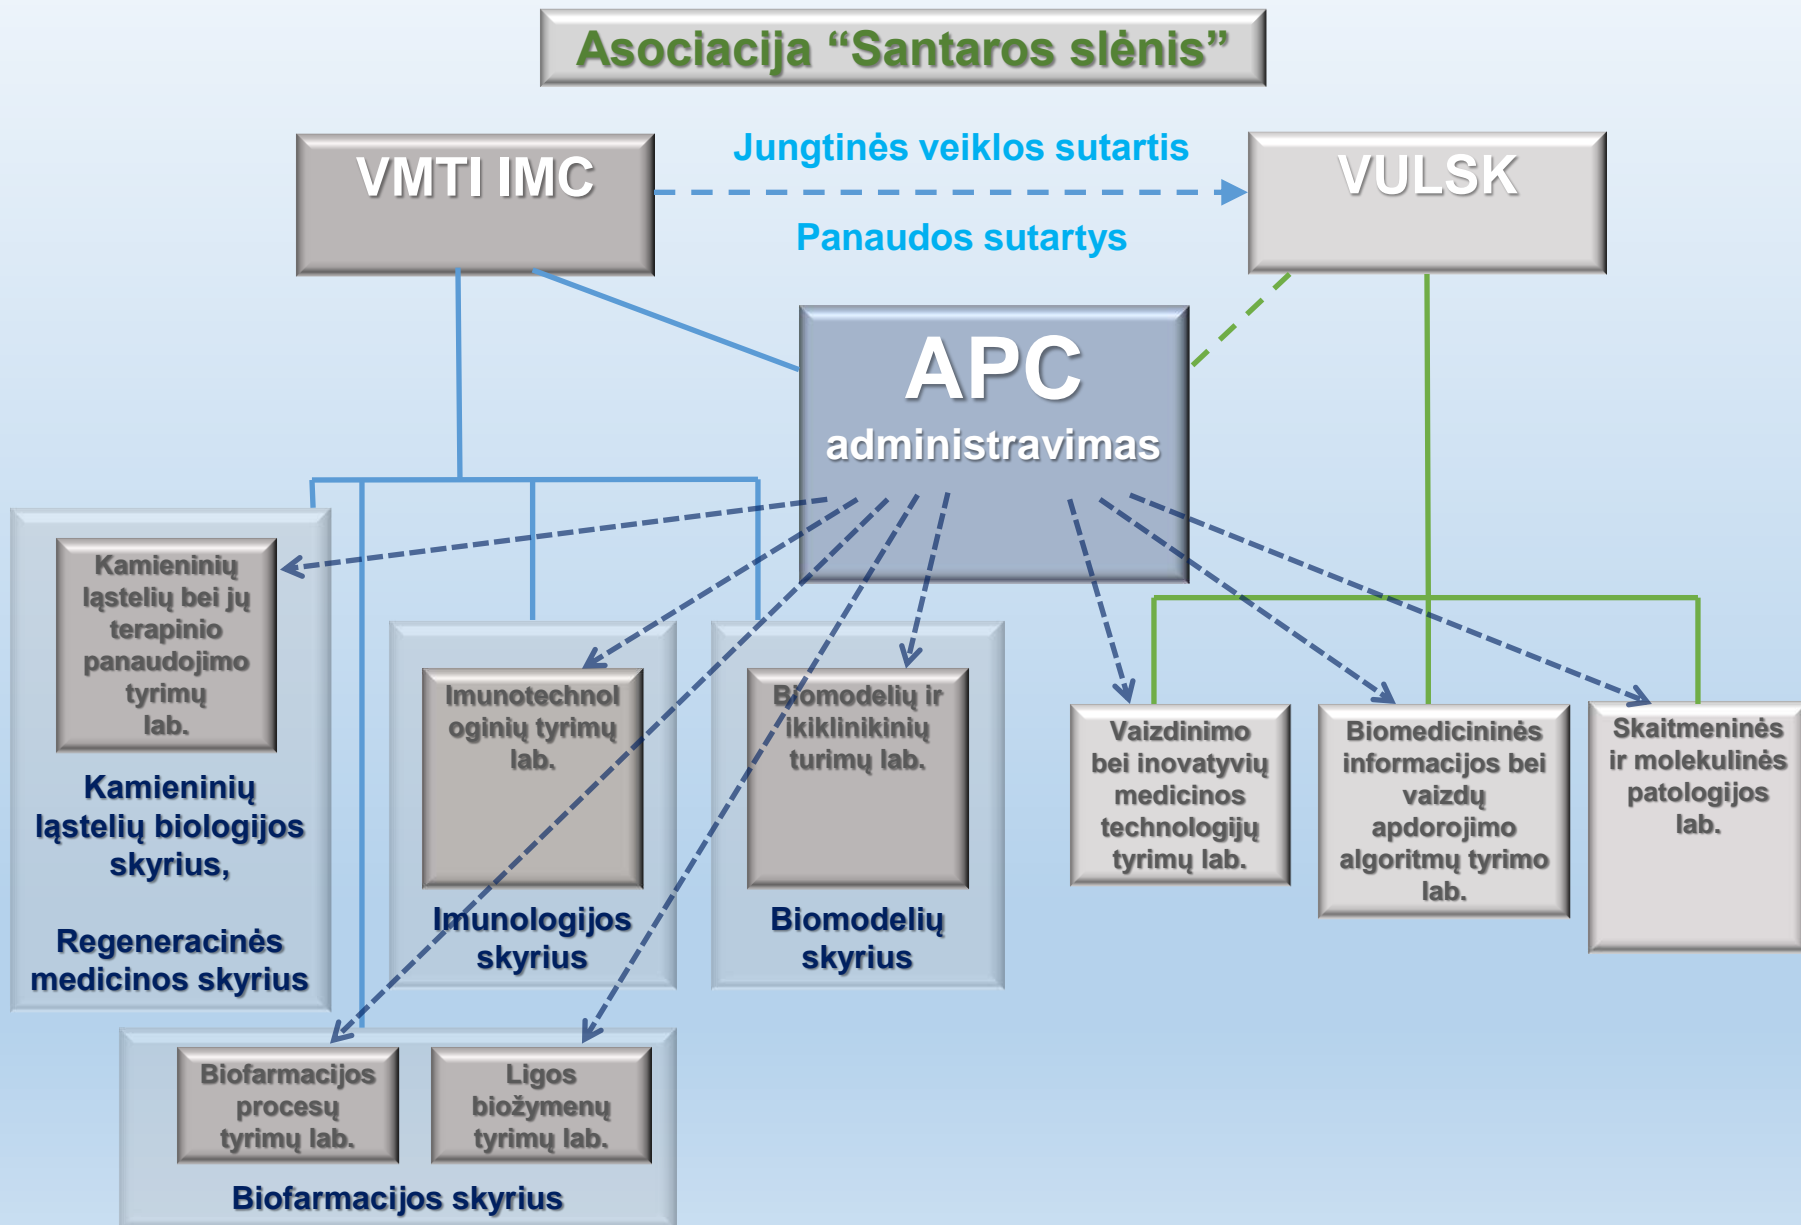 Asociacija “Santaros slėnis”
VMTI IMC
Jungtinės veiklos sutartis
Panaudos sutartys
VULSK
APC
administravimas
Kamieninių
ląstelių bei jų
terapinio
panaudojimo
tyrimų
lab.
Kamieninių
ląstelių biologijos
skyrius,
Regeneracinės
medicinos skyrius
Imunotechnol
oginių tyrimų
lab.
Imunologijos
skyrius
Biomodelių ir
ikiklinikinių
turimų lab.
Biomodelių
skyrius
Vaizdinimo
bei inovatyvių
medicinos
technologijų
tyrimų lab.
Biomedicininės
informacijos bei
vaizdų
apdorojimo
algoritmų tyrimo
lab.
Skaitmeninės
ir molekulinės
patologijos
lab.
Biofarmacijos
procesų
tyrimų lab.
Ligos
biožymenų
tyrimų lab.
Biofarmacijos skyrius